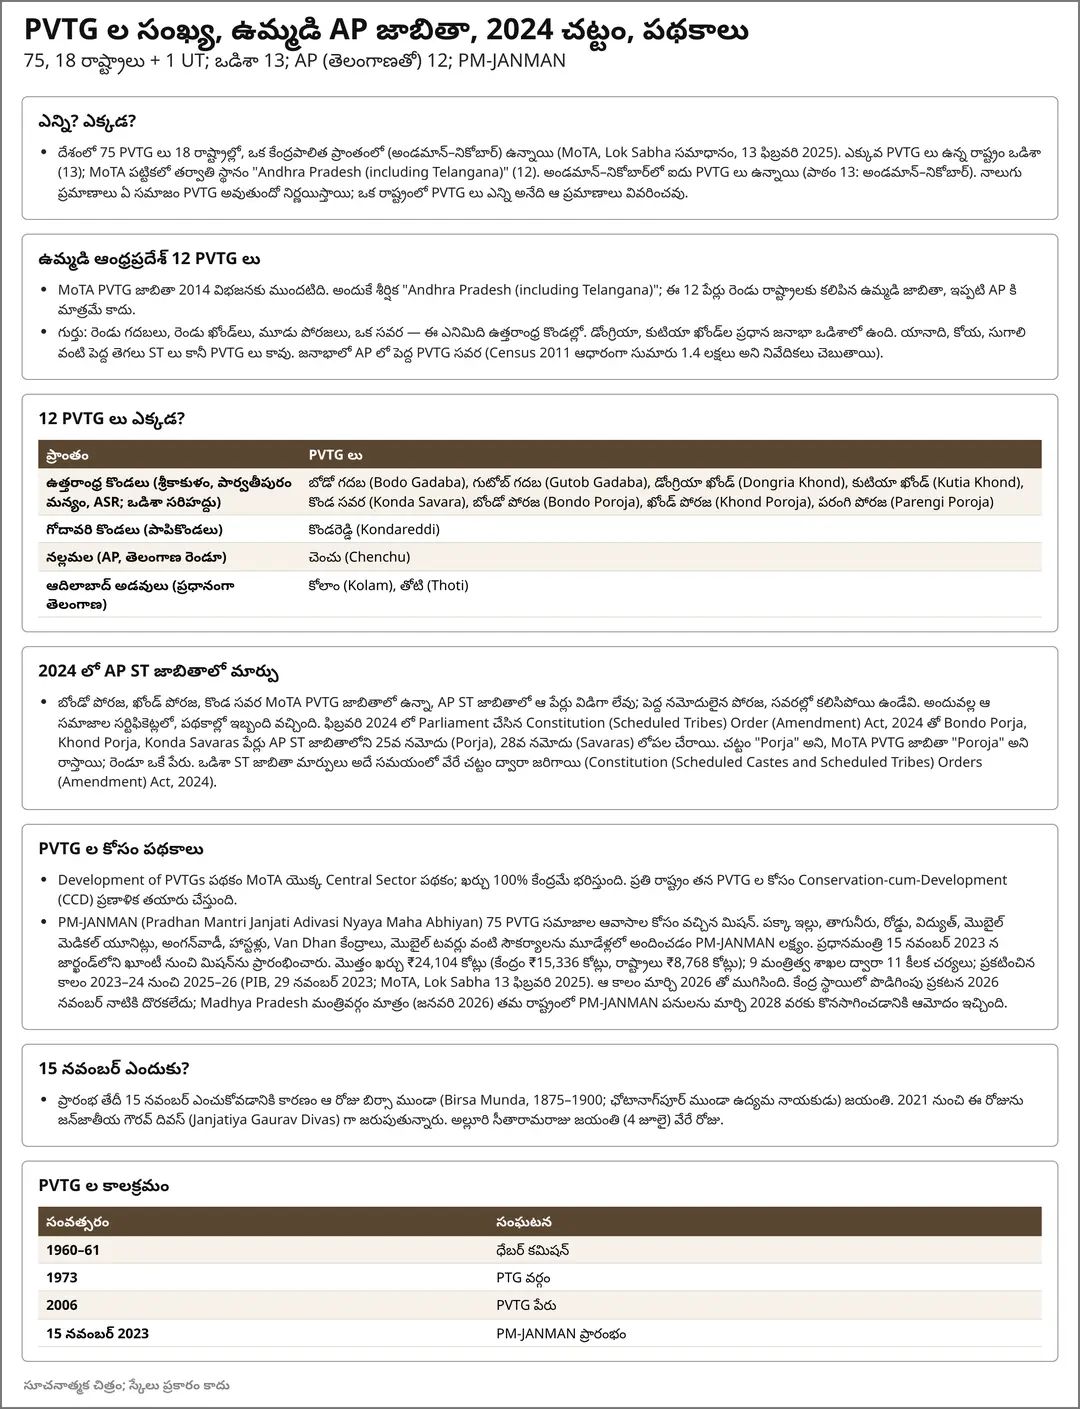 PVTG ల సంఖ్య, ఉమ్మడి AP జాబితా, 2024 చట్టం, పథకాలు
75, 18 రాష్ట్రాలు + 1 UT; ఒడిశా 13; AP (తెలంగాణతో) 12; PM-JANMAN
ఎన్ని? ఎక్కడ?
• దేశంలో 75 PVTG లు 18 రాష్ట్రాల్లో, ఒక కేంద్రపాలిత ప్రాంతంలో (అండమాన్–నికోబార్) ఉన్నాయి (MoTA, Lok Sabha సమాధానం, 13 ఫిబ్రవరి 2025). ఎక్కువ PVTG లు ఉన్న రాష్ట్రం ఒడిశా
(13); MoTA పట్టికలో తర్వాతి స్థానం "Andhra Pradesh (including Telangana)" (12). అండమాన్–నికోబార్‌లో ఐదు PVTG లు ఉన్నాయి (పాఠం 13: అండమాన్–నికోబార్). నాలుగు
ప్రమాణాలు ఏ సమాజం PVTG అవుతుందో నిర్ణయిస్తాయి; ఒక రాష్ట్రంలో PVTG లు ఎన్ని అనేది ఆ ప్రమాణాలు వివరించవు.
ఉమ్మడి ఆంధ్రప్రదేశ్ 12 PVTG లు
• MoTA PVTG జాబితా 2014 విభజనకు ముందటిది. అందుకే శీర్షిక "Andhra Pradesh (including Telangana)"; ఈ 12 పేర్లు రెండు రాష్ట్రాలకు కలిపిన ఉమ్మడి జాబితా, ఇప్పటి AP కి
మాత్రమే కాదు.
• గుర్తు: రెండు గదబలు, రెండు ఖోండ్‌లు, మూడు పోరజలు, ఒక సవర — ఈ ఎనిమిది ఉత్తరాంధ్ర కొండల్లో. డోంగ్రియా, కుటియా ఖోండ్‌ల ప్రధాన జనాభా ఒడిశాలో ఉంది. యానాది, కోయ, సుగాలి
వంటి పెద్ద తెగలు ST లు కానీ PVTG లు కావు. జనాభాలో AP లో పెద్ద PVTG సవర (Census 2011 ఆధారంగా సుమారు 1.4 లక్షలు అని నివేదికలు చెబుతాయి).
12 PVTG లు ఎక్కడ?
ప్రాంతం PVTG లు
ఉత్తరాంధ్ర కొండలు (శ్రీకాకుళం, పార్వతీపురం మన్యం, ASR; ఒడిశా సరిహద్దు) బోడో గదబ (Bodo Gadaba), గుటోబ్ గదబ (Gutob Gadaba), డోంగ్రియా ఖోండ్ (Dongria Khond), కుటియా ఖోండ్ (Kutia Khond),
కొండ సవర (Konda Savara), బోండో పోరజ (Bondo Poroja), ఖోండ్ పోరజ (Khond Poroja), పరంగి పోరజ (Parengi Poroja)
గోదావరి కొండలు (పాపికొండలు) కొండరెడ్డి (Kondareddi)
నల్లమల (AP, తెలంగాణ రెండూ) చెంచు (Chenchu)
ఆదిలాబాద్ అడవులు (ప్రధానంగా తెలంగాణ) కోలాం (Kolam), తోటి (Thoti)
2024 లో AP ST జాబితాలో మార్పు
• బోండో పోరజ, ఖోండ్ పోరజ, కొండ సవర MoTA PVTG జాబితాలో ఉన్నా, AP ST జాబితాలో ఆ పేర్లు విడిగా లేవు; పెద్ద నమోదులైన పోరజ, సవరల్లో కలిసిపోయి ఉండేవి. అందువల్ల ఆ
సమాజాల సర్టిఫికెట్లలో, పథకాల్లో ఇబ్బంది వచ్చింది. ఫిబ్రవరి 2024 లో Parliament చేసిన Constitution (Scheduled Tribes) Order (Amendment) Act, 2024 తో Bondo Porja,
Khond Porja, Konda Savaras పేర్లు AP ST జాబితాలోని 25వ నమోదు (Porja), 28వ నమోదు (Savaras) లోపల చేరాయి. చట్టం "Porja" అని, MoTA PVTG జాబితా "Poroja" అని
రాస్తాయి; రెండూ ఒకే పేరు. ఒడిశా ST జాబితా మార్పులు అదే సమయంలో వేరే చట్టం ద్వారా జరిగాయి (Constitution (Scheduled Castes and Scheduled Tribes) Orders
(Amendment) Act, 2024).
PVTG ల కోసం పథకాలు
• Development of PVTGs పథకం MoTA యొక్క Central Sector పథకం; ఖర్చు 100% కేంద్రమే భరిస్తుంది. ప్రతి రాష్ట్రం తన PVTG ల కోసం Conservation-cum-Development
(CCD) ప్రణాళిక తయారు చేస్తుంది.
• PM-JANMAN (Pradhan Mantri Janjati Adivasi Nyaya Maha Abhiyan) 75 PVTG సమాజాల ఆవాసాల కోసం వచ్చిన మిషన్. పక్కా ఇల్లు, తాగునీరు, రోడ్డు, విద్యుత్, మొబైల్
మెడికల్ యూనిట్లు, అంగన్‌వాడీ, హాస్టళ్లు, Van Dhan కేంద్రాలు, మొబైల్ టవర్లు వంటి సౌకర్యాలను మూడేళ్లలో అందించడం PM-JANMAN లక్ష్యం. ప్రధానమంత్రి 15 నవంబర్ 2023 న
జార్ఖండ్‌లోని ఖూంటీ నుంచి మిషన్‌ను ప్రారంభించారు. మొత్తం ఖర్చు ₹24,104 కోట్లు (కేంద్రం ₹15,336 కోట్లు, రాష్ట్రాలు ₹8,768 కోట్లు); 9 మంత్రిత్వ శాఖల ద్వారా 11 కీలక చర్యలు; ప్రకటించిన
కాలం 2023–24 నుంచి 2025–26 (PIB, 29 నవంబర్ 2023; MoTA, Lok Sabha 13 ఫిబ్రవరి 2025). ఆ కాలం మార్చి 2026 తో ముగిసింది. కేంద్ర స్థాయిలో పొడిగింపు ప్రకటన 2026
నవంబర్ నాటికి దొరకలేదు; Madhya Pradesh మంత్రివర్గం మాత్రం (జనవరి 2026) తమ రాష్ట్రంలో PM-JANMAN పనులను మార్చి 2028 వరకు కొనసాగించడానికి ఆమోదం ఇచ్చింది.
15 నవంబర్ ఎందుకు?
• ప్రారంభ తేదీ 15 నవంబర్ ఎంచుకోవడానికి కారణం ఆ రోజు బిర్సా ముండా (Birsa Munda, 1875–1900; ఛోటానాగ్‌పూర్ ముండా ఉద్యమ నాయకుడు) జయంతి. 2021 నుంచి ఈ రోజును
జన్‌జాతీయ గౌరవ్ దివస్ (Janjatiya Gaurav Divas) గా జరుపుతున్నారు. అల్లూరి సీతారామరాజు జయంతి (4 జూలై) వేరే రోజు.
PVTG ల కాలక్రమం
సంవత్సరం సంఘటన
1960–61 ధేబర్ కమిషన్
1973 PTG వర్గం
2006 PVTG పేరు
15 నవంబర్ 2023 PM-JANMAN ప్రారంభం
సూచనాత్మక చిత్రం; స్కేలు ప్రకారం కాదు